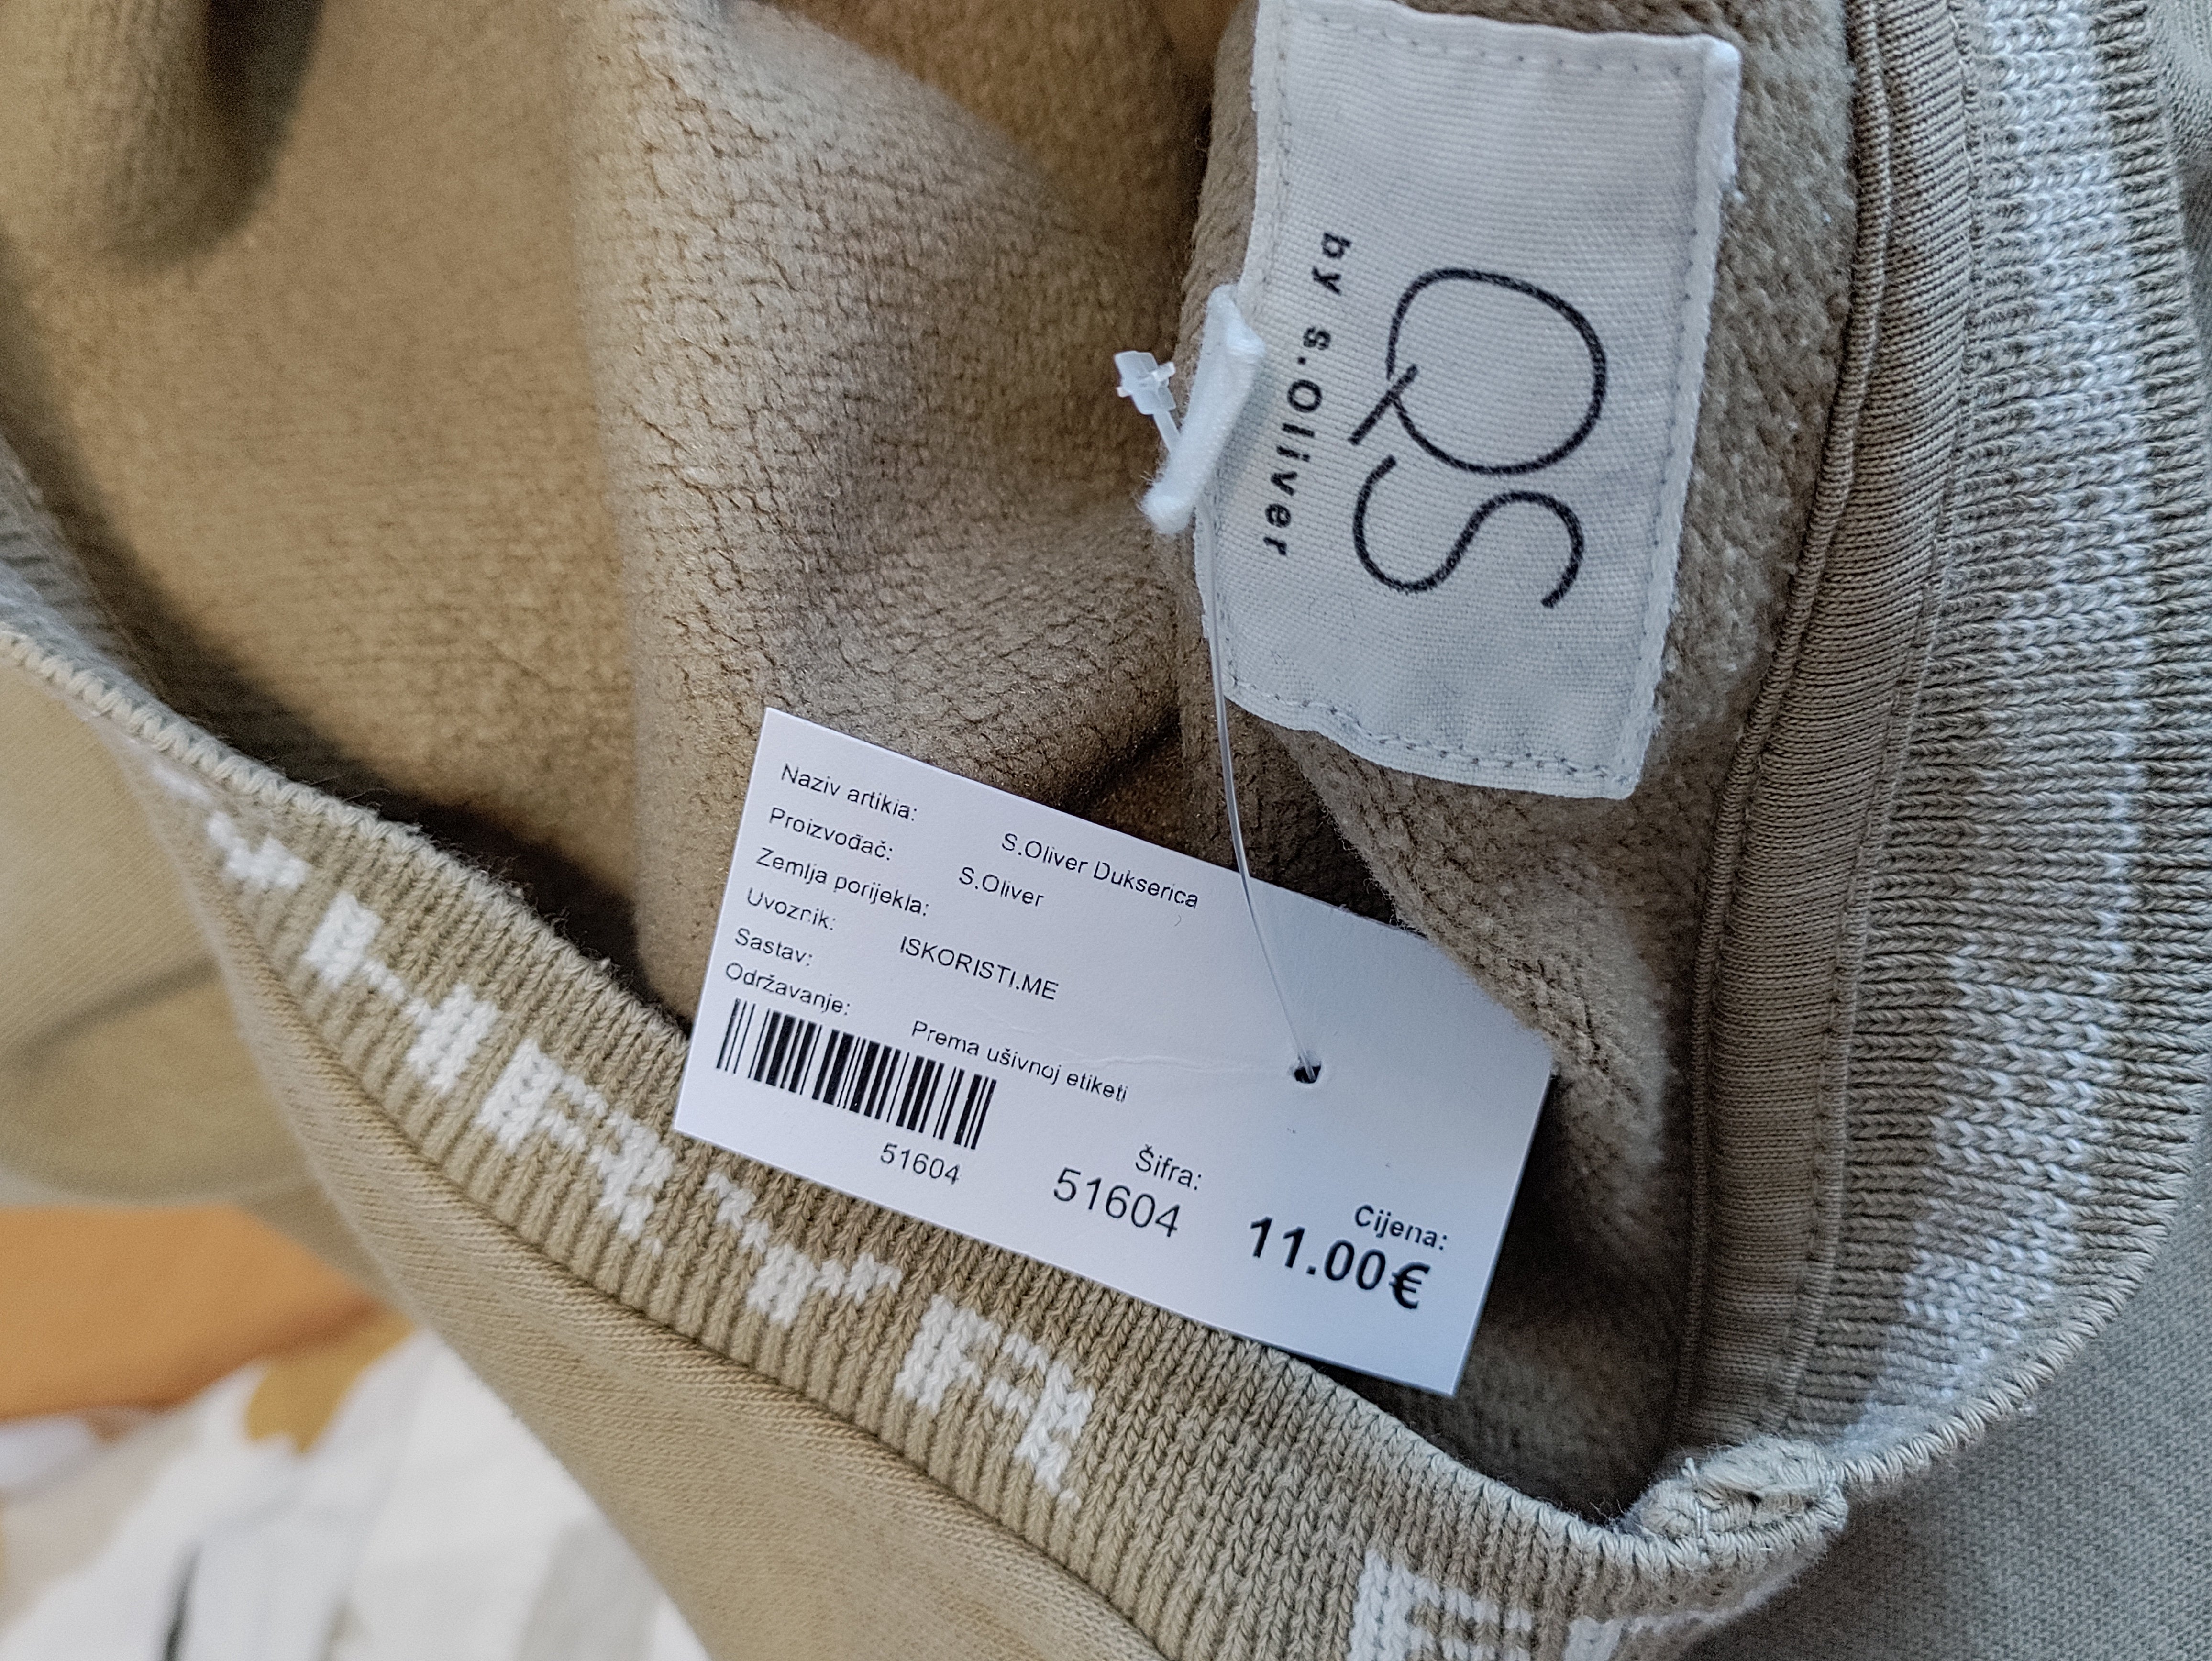 QS
by s.Oliver
Naziv artikla: S.Oliver Dukserica
Proizvođač: S.Oliver
Zemlja porijekla:
Uvoznik: ISKORISTI.ME
Sastav:
Održavanje: Prema ušivnoj etiketi
51604
Šifra:
51604
Cijena:
11.00€